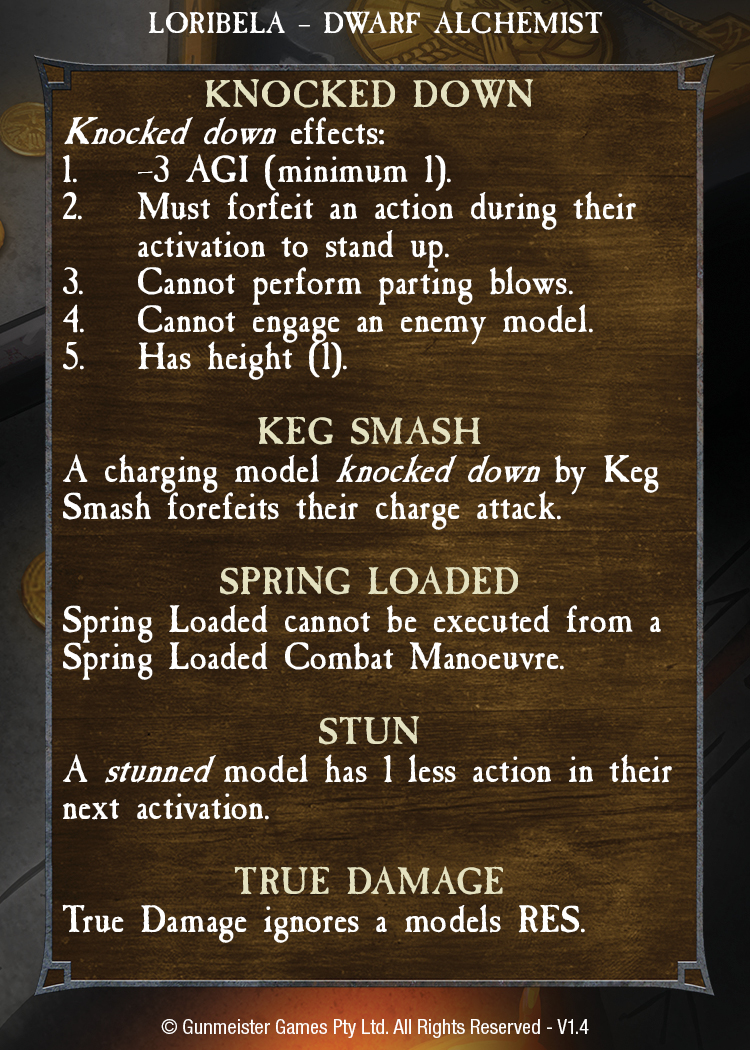 LORIBELA – DWARF ALCHEMIST
KNOCKED DOWN
Knocked down effects:
1. –3 AGI (minimum 1).
2. Must forfeit an action during their
activation to stand up.
3. Cannot perform parting blows.
4. Cannot engage an enemy model.
5. Has height (1).
KEG SMASH
A charging model knocked down by Keg
Smash forefeits their charge attack.
SPRING LOADED
Spring Loaded cannot be executed from a
Spring Loaded Combat Manoeuvre.
STUN
A stunned model has 1 less action in their
next activation.
TRUE DAMAGE
True Damage ignores a models RES.
© Gunmeister Games Pty Ltd. All Rights Reserved - V1.4